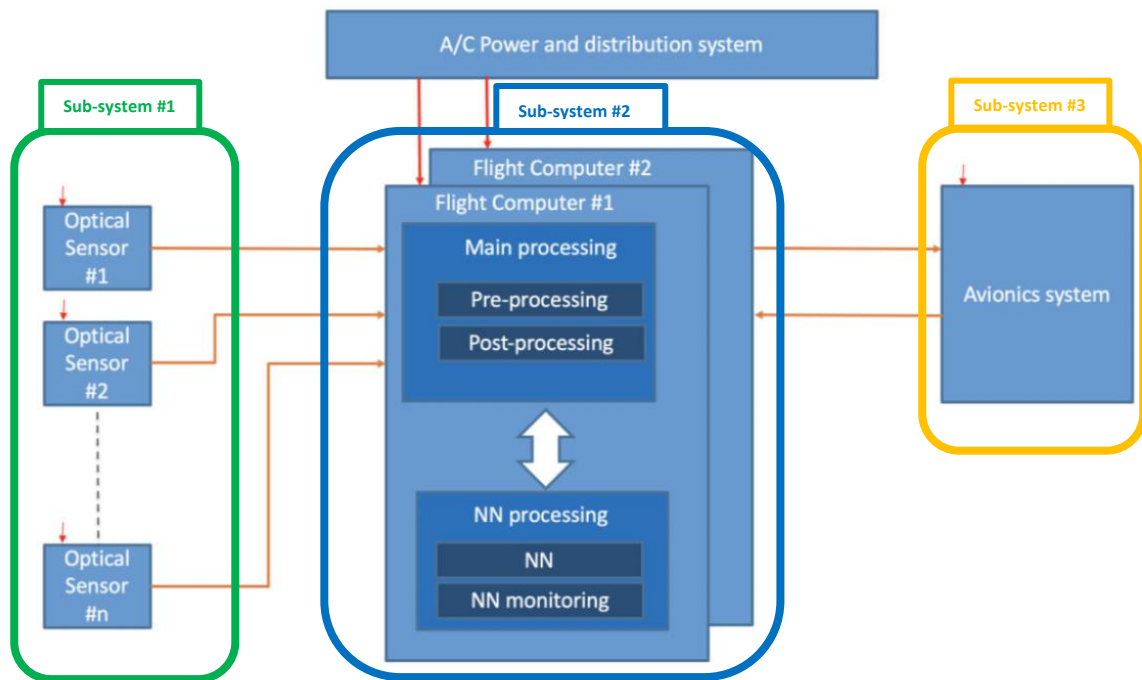 A/C Power and distribution system
Sub-system #1
Sub-system #2
Sub-system #3
Optical
Sensor
#1
Optical
Sensor
#2
Optical
Sensor
#n
Flight Computer #2
Flight Computer #1
Main processing
Pre-processing
Post-processing
NN processing
NN
NN monitoring
Avionics system